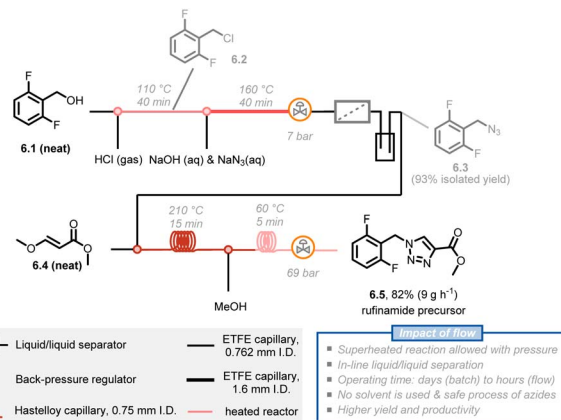 F
OH
F
6.1 (neat)
110 °C
40 min
F
Cl
F
6.2
160 °C
40 min
7 bar
HCl (gas)
NaOH (aq) & NaN3(aq)
F
N3
F
6.3
(93% isolated yield)
O
O
O
6.4 (neat)
210 °C
15 min
60 °C
5 min
69 bar
MeOH
F
N
N=N
F
O
O
6.5, 82% (9 g h-1)
rufinamide precursor
Liquid/liquid separator
Back-pressure regulator
Hastelloy capillary, 0.75 mm I.D.
ETFE capillary,
0.762 mm I.D.
ETFE capillary,
1.6 mm I.D.
heated reactor
Impact of flow
Superheated reaction allowed with pressure
In-line liquid/liquid separation
Operating time: days (batch) to hours (flow)
No solvent is used & safe process of azides
Higher yield and productivity